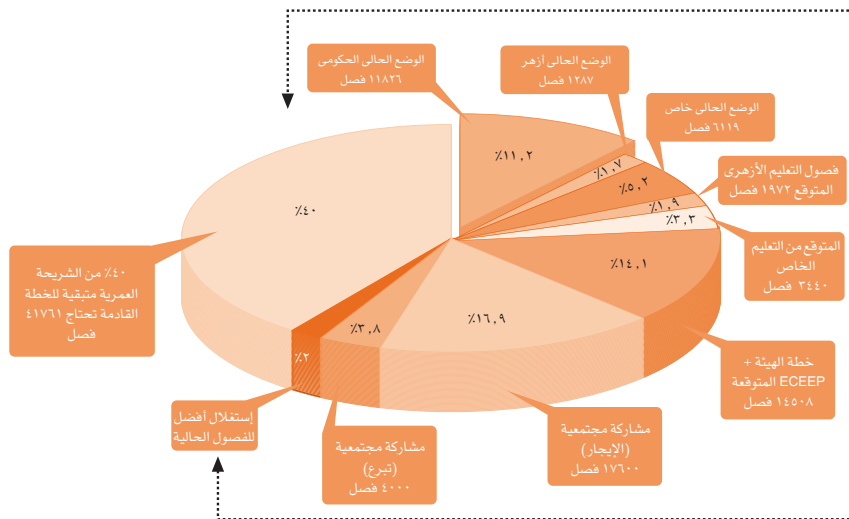 الوضع الحالى الحكومى
١١٨٢٦ فصل
الوضع الحالى أزهر
١٢٨٧ فصل
الوضع الحالى خاص
٦١١٩ فصل
فصول التعليم الأزهرى
المتوقع ١٩٧٢ فصل
المتوقع من التعليم
الخاص
٣٤٤٠ فصل
خطة الهيئة +
ECEEP المتوقعة
١٤٥٠٨ فصل
مشاركة مجتمعية
(الإيجار)
١٧٦٠٠ فصل
مشاركة مجتمعية
(تبرع)
٤٠٠٠ فصل
إستغلال أفضل
للفصول الحالية
٤٠٪ من الشريحة
العمرية متبقية للخطة
القادمة تحتاج ٤١٧٦١
فصل
٪١١,٢
٪١,٧
٪٥,٢
٪١,٩
٪٣,٣
٪١٤,١
٪١٦,٩
٪٣,٨
٪٢
٪٤٠